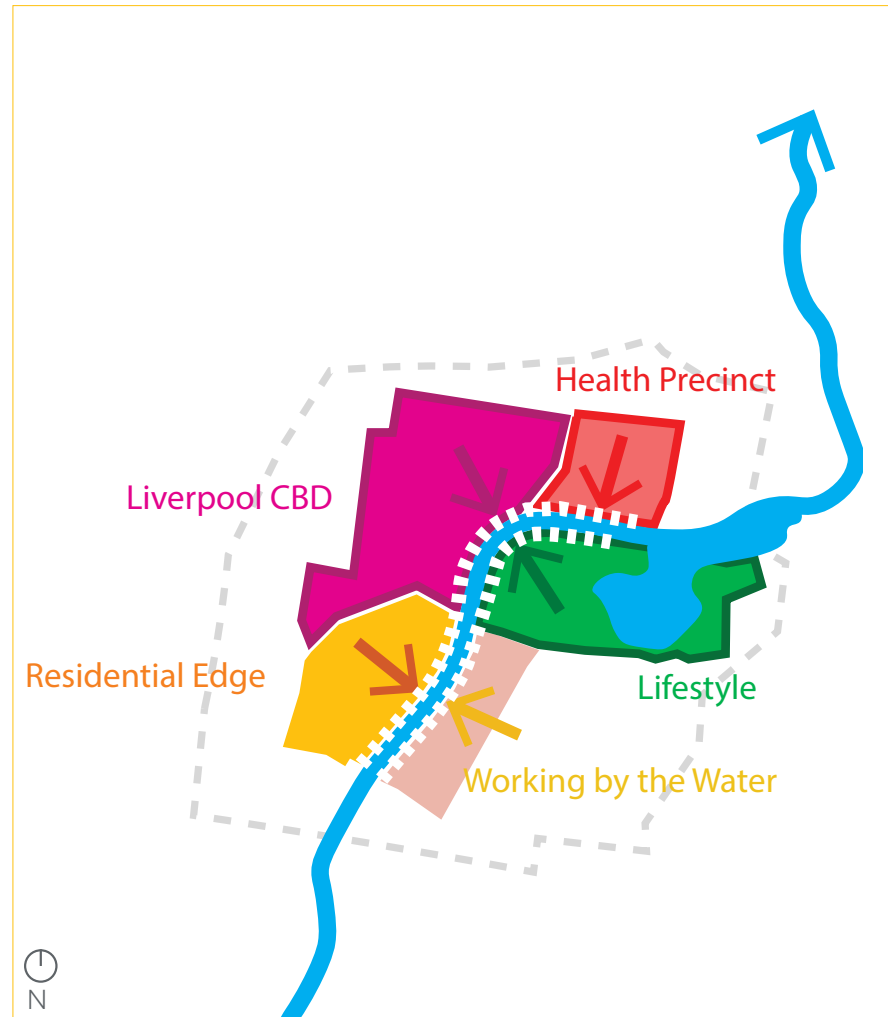 Health Precinct
Liverpool CBD
Residential Edge
Lifestyle
Working by the Water
N